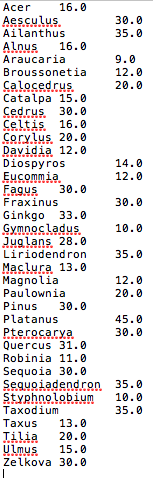 Acer 16.0
Aesculus 30.0
Ailanthus 35.0
Alnus 16.0
Araucaria 9.0
Broussonetia 12.0
Calocedrus 20.0
Catalpa 15.0
Cedrus 30.0
Celtis 16.0
Corylus 20.0
Davidia 12.0
Diospyros 14.0
Eucommia 12.0
Fagus 30.0
Fraxinus 30.0
Ginkgo 33.0
Gymnocladus 10.0
Juglans 28.0
Liriodendron 35.0
Maclura 13.0
Magnolia 12.0
Paulownia 20.0
Pinus 30.0
Platanus 45.0
Pterocarya 30.0
Quercus 31.0
Robinia 11.0
Sequoia 30.0
Sequoiadendron 35.0
Styphnolobium 10.0
Taxodium 35.0
Taxus 13.0
Tilia 20.0
Ulmus 15.0
Zelkova 30.0